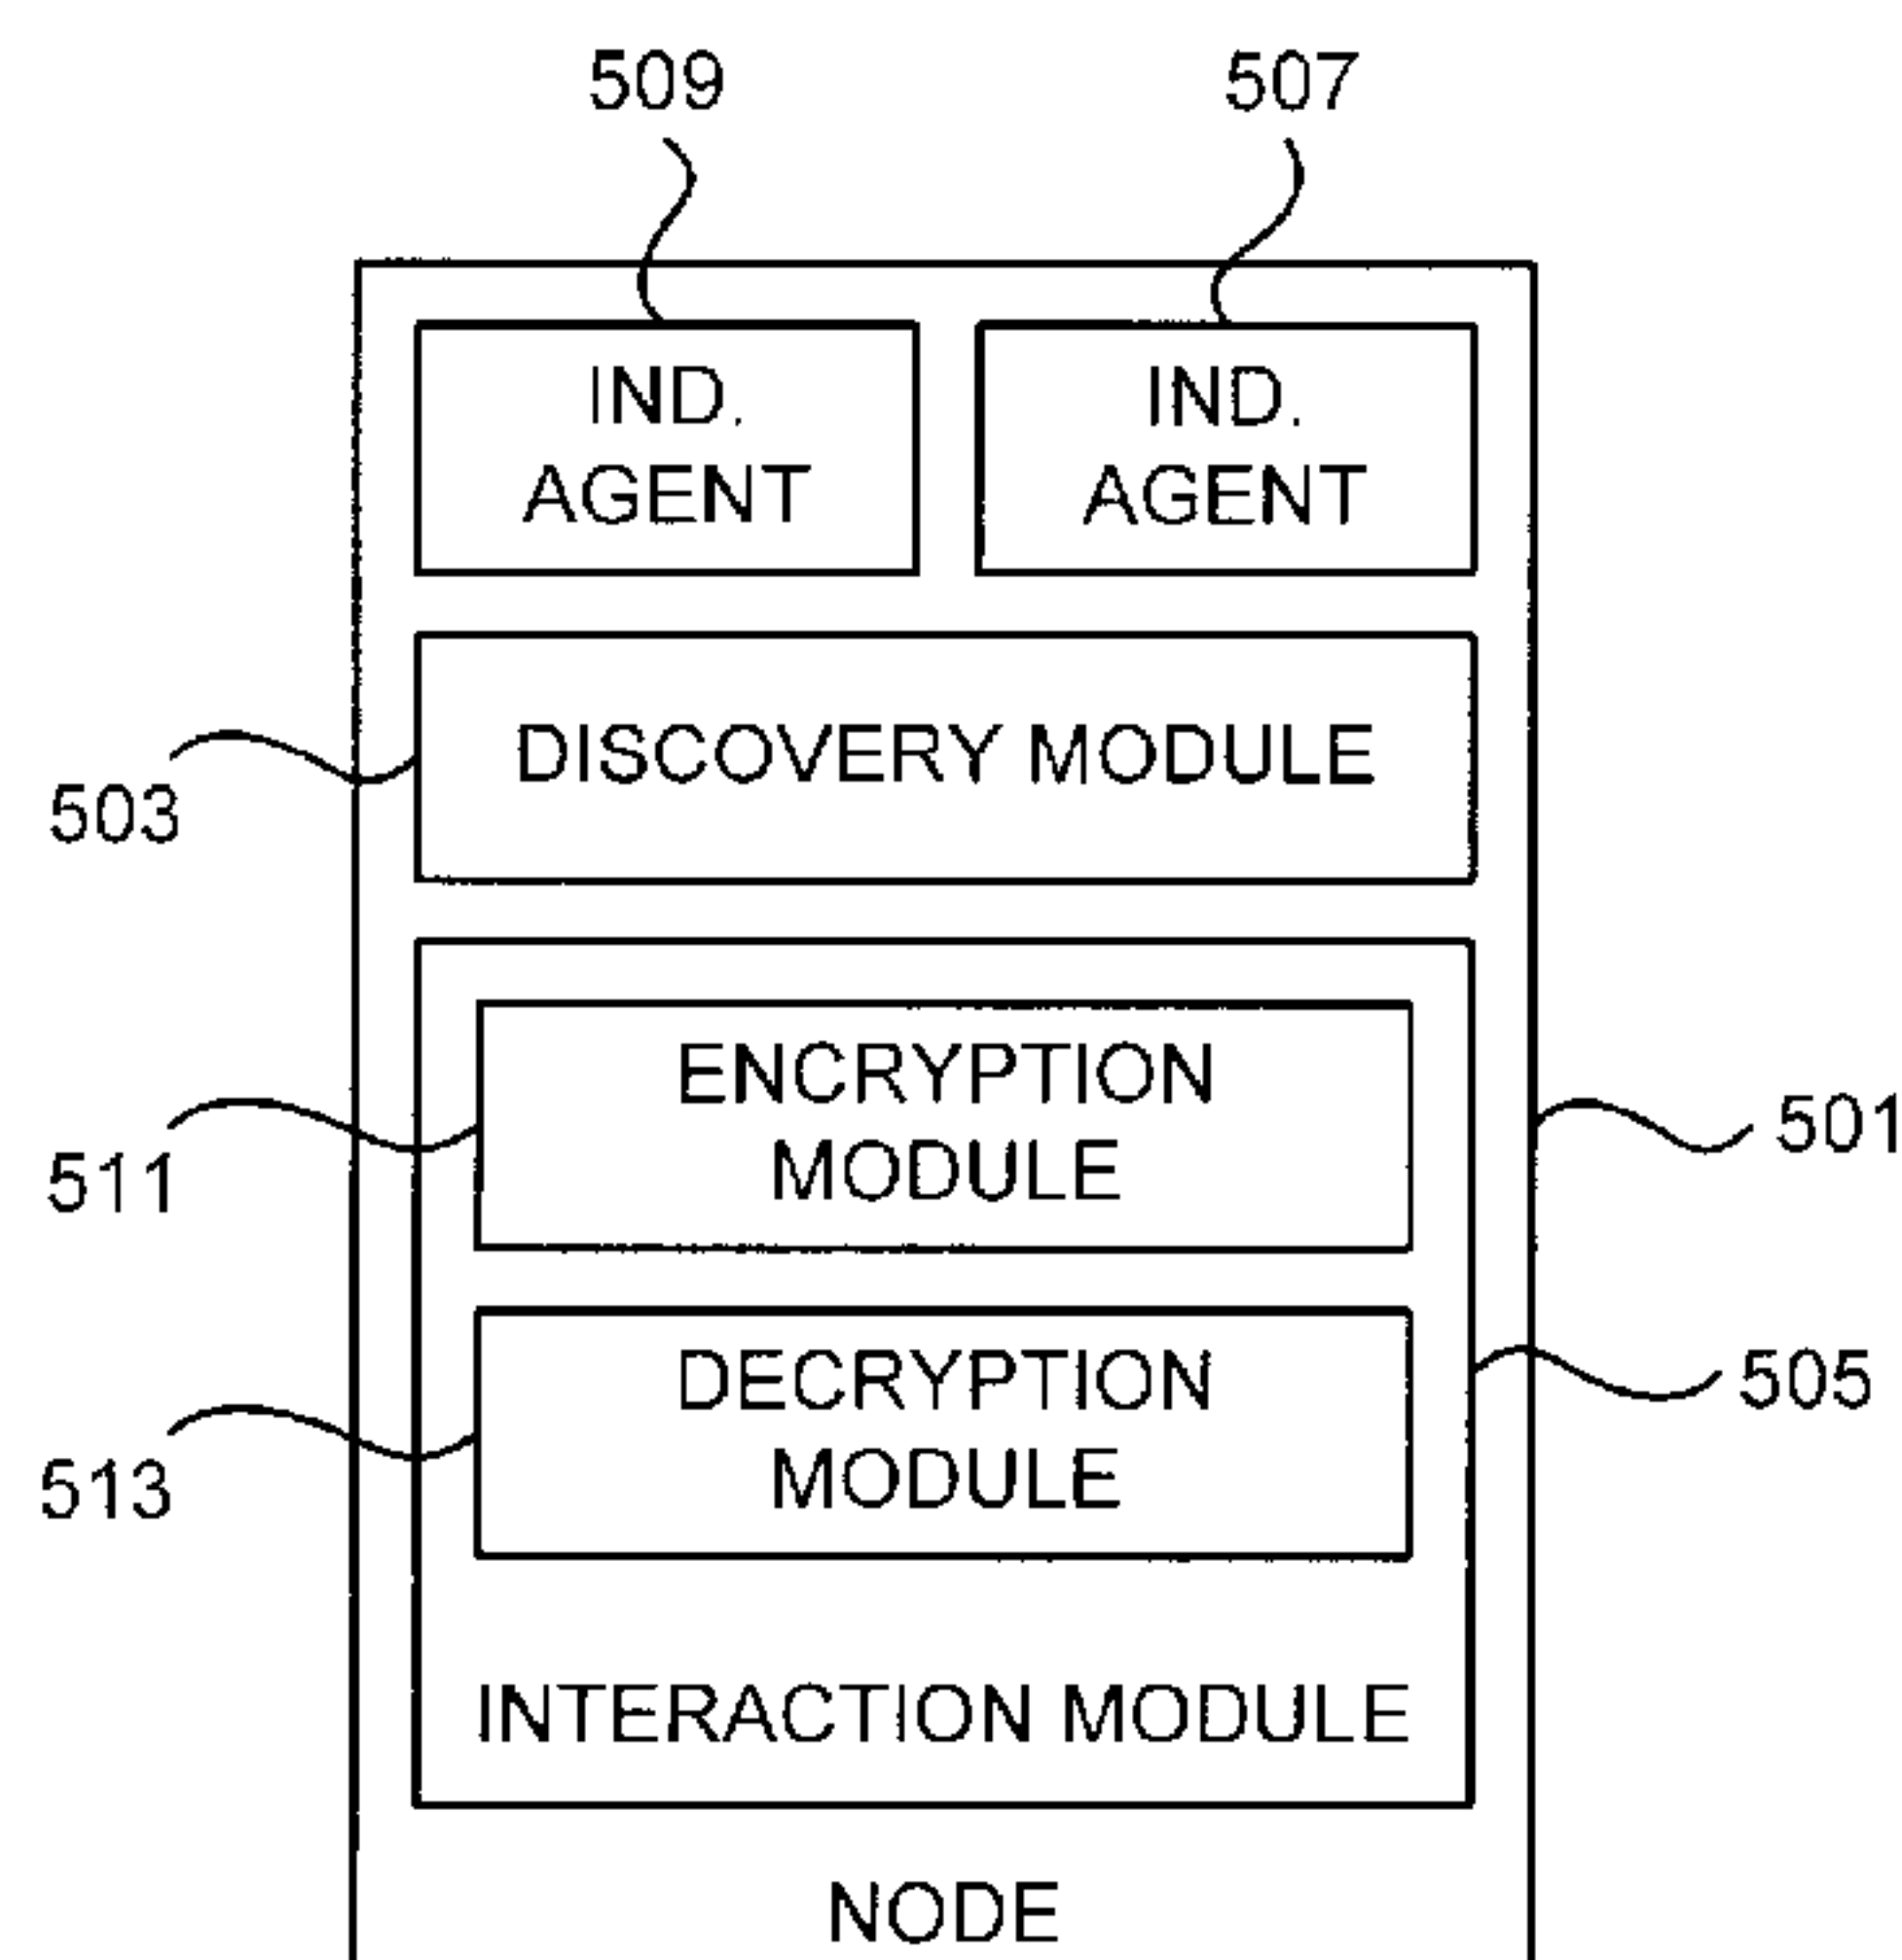 509
507
IND.
AGENT
IND.
AGENT
DISCOVERY MODULE
503
ENCRYPTION
MODULE
511
501
DECRYPTION
MODULE
505
513
INTERACTION MODULE
NODE